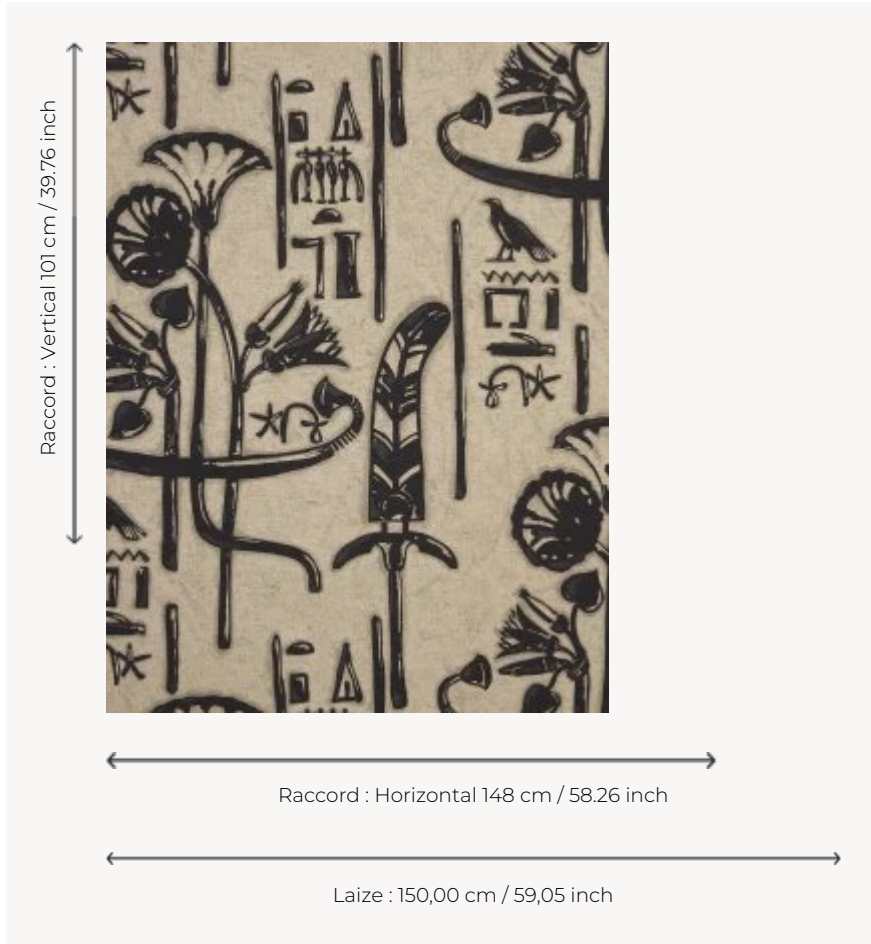 Raccord : Vertical 101 cm / 39.76 inch
Raccord : Horizontal 148 cm / 58.26 inch
Laize : 150,00 cm / 59,05 inch